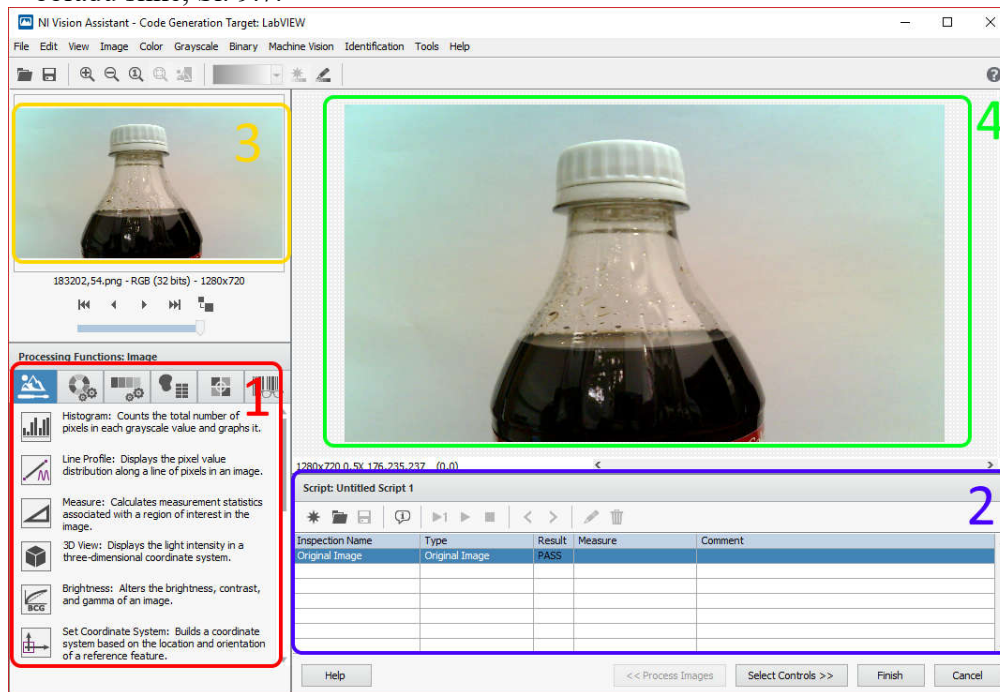 NI Vision Assistant - Code Generation Target: LabVIEW
File Edit View Image Color Grayscale Binary Machine Vision Identification Tools Help
3
4
183202,54.png - RGB (32 bits) - 1280x720
Processing Functions: Image
1
Histogram: Counts the total number of
pixels in each grayscale value and graphs it.
Line Profile: Displays the pixel value
distribution along a line of pixels in an image.
Measure: Calculates measurement statistics
associated with a region of interest in the
image.
3D View: Displays the light intensity in a
three-dimensional coordinate system.
BCG
Brightness: Alters the brightness, contrast,
and gamma of an image.
Set Coordinate System: Builds a coordinate
system based on the location and orientation
of a reference feature.
1280x720 0.5X 176,235,237 (0,0)
Script: Untitled Script 1
2
Inspection Name Type Result Measure Comment
Original Image Original Image PASS
Help << Process Images Select Controls >> Finish Cancel